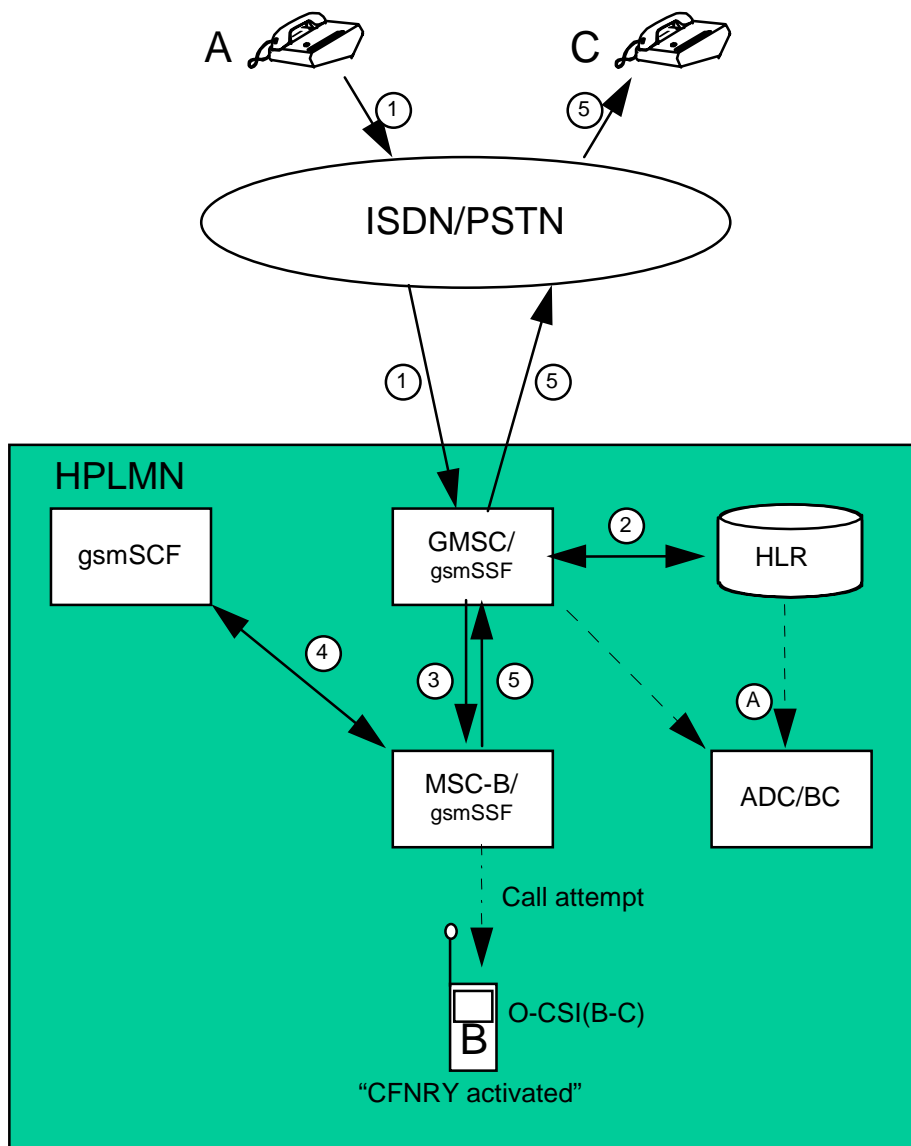 A
C
1
5
ISDN/PSTN
1
5
HPLMN
gsmSCF
GMSC/
gsmSSF
2
HLR
4
3
5
A
MSC-B/
gsmSSF
ADC/BC
Call attempt
O-CSI(B-C)
B
“CFNRY activated”